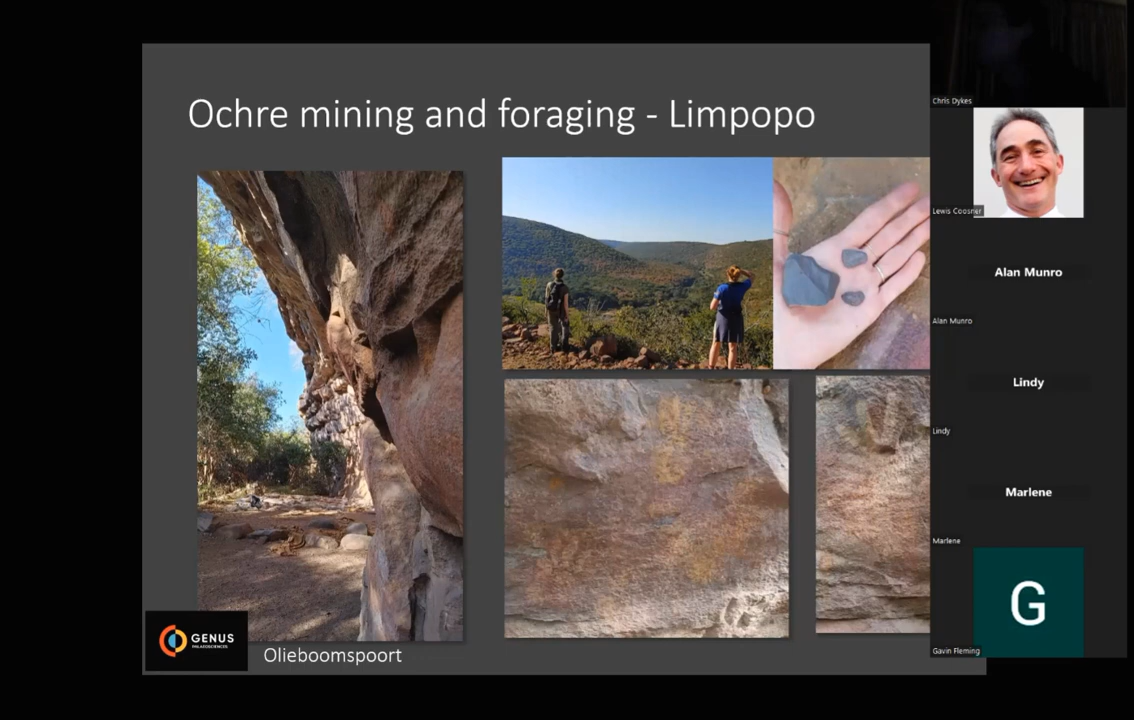 Ochre mining and foraging - Limpopo
GENUS
PALAEOSCIENCES
Olieboomspoort
Chris Dykes
Lewis Coosner
Alan Munro
Alan Munro
Lindy
Lindy
Marlene
Marlene
G
Gavin Fleming